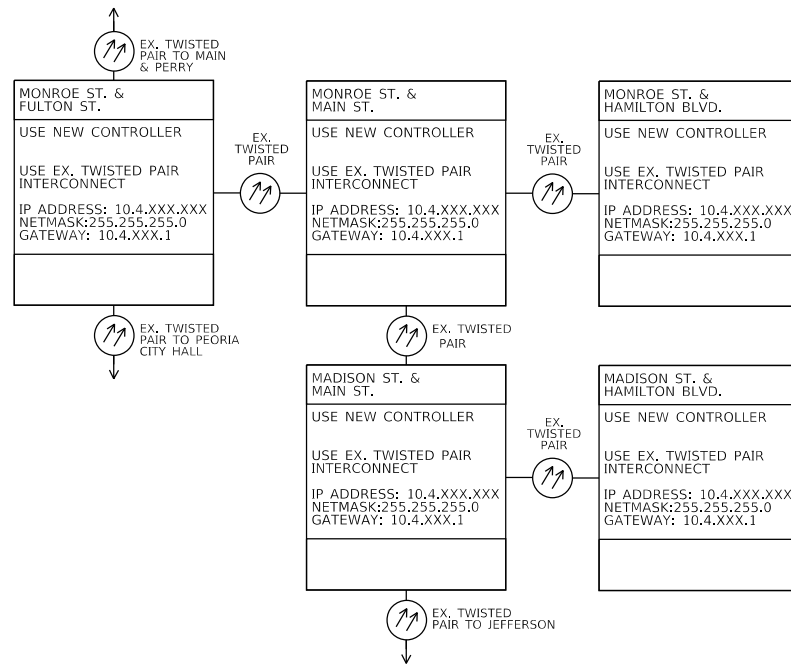 EX. TWISTED
PAIR TO MAIN
& PERRY
MONROE ST. &
FULTON ST.
USE NEW CONTROLLER
USE EX. TWISTED PAIR
INTERCONNECT
IP ADDRESS: 10.4.XXX.XXX
NETMASK:255.255.255.0
GATEWAY: 10.4.XXX.1
EX. TWISTED
PAIR TO PEORIA
CITY HALL
EX.
TWISTED
PAIR
MONROE ST. &
MAIN ST.
USE NEW CONTROLLER
USE EX. TWISTED PAIR
INTERCONNECT
IP ADDRESS: 10.4.XXX.XXX
NETMASK:255.255.255.0
GATEWAY: 10.4.XXX.1
EX.
TWISTED
PAIR
MONROE ST. &
HAMILTON BLVD.
USE NEW CONTROLLER
USE EX. TWISTED PAIR
INTERCONNECT
IP ADDRESS: 10.4.XXX.XXX
NETMASK:255.255.255.0
GATEWAY: 10.4.XXX.1
EX. TWISTED
PAIR
MADISON ST. &
MAIN ST.
USE NEW CONTROLLER
USE EX. TWISTED PAIR
INTERCONNECT
IP ADDRESS: 10.4.XXX.XXX
NETMASK:255.255.255.0
GATEWAY: 10.4.XXX.1
EX.
TWISTED
PAIR
MADISON ST. &
HAMILTON BLVD.
USE NEW CONTROLLER
USE EX. TWISTED PAIR
INTERCONNECT
IP ADDRESS: 10.4.XXX.XXX
NETMASK:255.255.255.0
GATEWAY: 10.4.XXX.1
EX. TWISTED
PAIR TO JEFFERSON